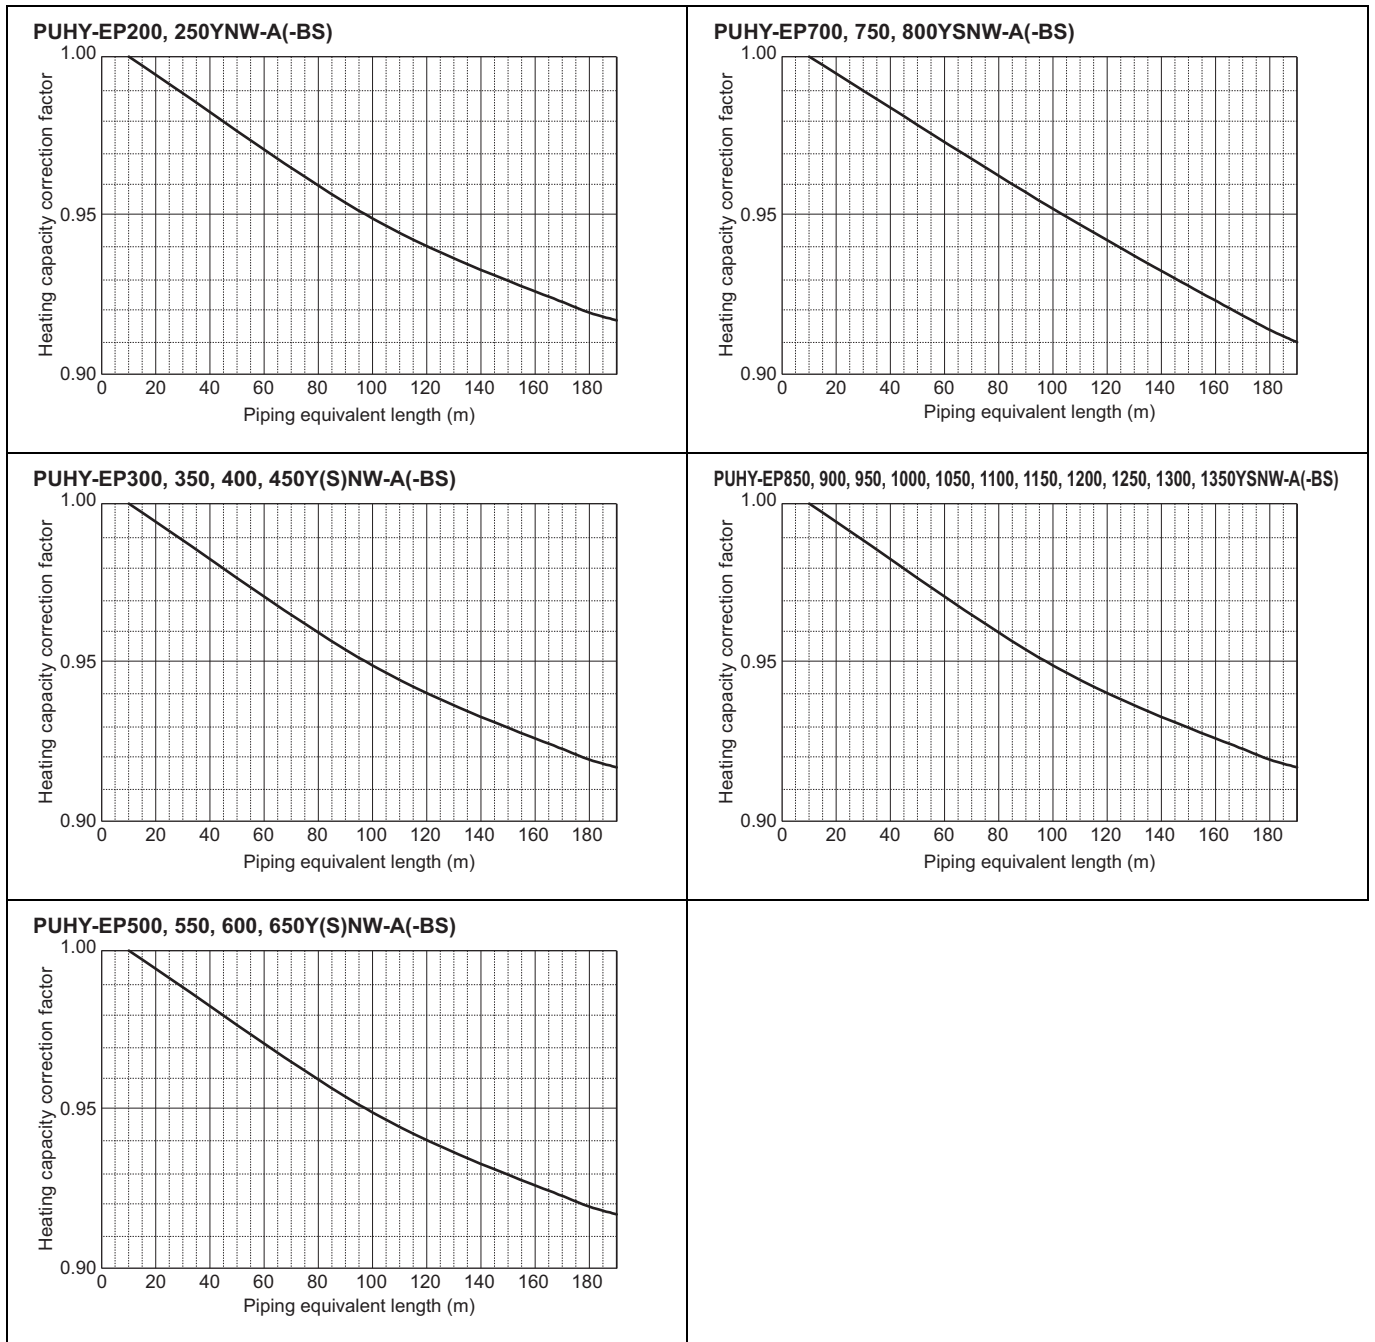 PUHY-EP200, 250YNW-A(-BS)
Heating capacity correction factor
1.00
0.95
0.90
0 20 40 60 80 100 120 140 160 180
Piping equivalent length (m)
PUHY-EP700, 750, 800YSNW-A(-BS)
Heating capacity correction factor
1.00
0.95
0.90
0 20 40 60 80 100 120 140 160 180
Piping equivalent length (m)
PUHY-EP300, 350, 400, 450Y(S)NW-A(-BS)
Heating capacity correction factor
1.00
0.95
0.90
0 20 40 60 80 100 120 140 160 180
Piping equivalent length (m)
PUHY-EP850, 900, 950, 1000, 1050, 1100, 1150, 1200, 1250, 1300, 1350YSNW-A(-BS)
Heating capacity correction factor
1.00
0.95
0.90
0 20 40 60 80 100 120 140 160 180
Piping equivalent length (m)
PUHY-EP500, 550, 600, 650Y(S)NW-A(-BS)
Heating capacity correction factor
1.00
0.95
0.90
0 20 40 60 80 100 120 140 160 180
Piping equivalent length (m)